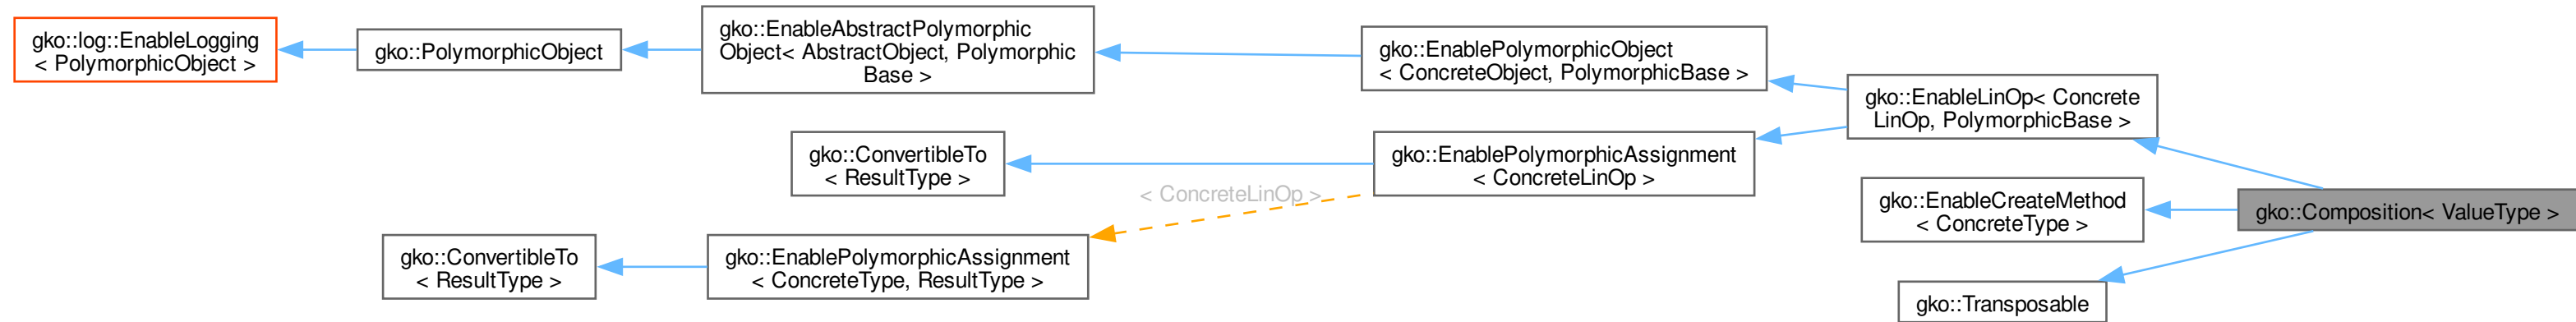 gko::log::EnableLogging
< PolymorphicObject >
gko::PolymorphicObject
gko::EnableAbstractPolymorphic
Object< AbstractObject, Polymorphic
Base >
gko::EnablePolymorphicObject
< ConcreteObject, PolymorphicBase >
gko::EnableLinOp< Concrete
LinOp, PolymorphicBase >
gko::ConvertibleTo
< ResultType >
gko::EnablePolymorphicAssignment
< ConcreteLinOp >
< ConcreteLinOp >
gko::EnableCreateMethod
< ConcreteType >
gko::Composition< ValueType >
gko::ConvertibleTo
< ResultType >
gko::EnablePolymorphicAssignment
< ConcreteType, ResultType >
gko::Transposable